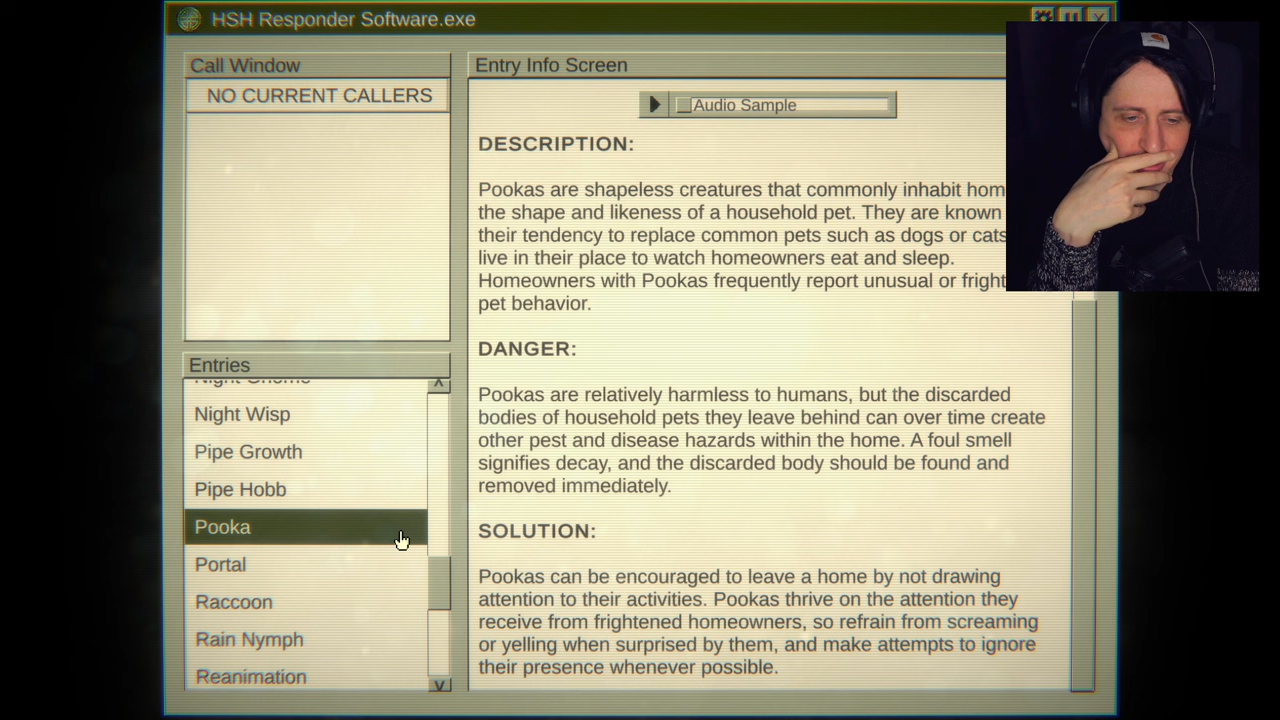 HSH Responder Software.exe
Call Window
NO CURRENT CALLERS
Entry Info Screen
Audio Sample
DESCRIPTION:
Pookas are shapeless creatures that commonly inhabit
the shape and likeness of a household pet. They are known
their tendency to replace common pets such as dogs or cats
live in their place to watch homeowners eat and sleep.
Homeowners with Pookas frequently report unusual or
pet behavior.
DANGER:
Pookas are relatively harmless to humans, but the discarded
bodies of household pets they leave behind can over time create
other pest and disease hazards within the home. A foul smell
signifies decay, and the discarded body should be found and
removed immediately.
SOLUTION:
Pookas can be encouraged to leave a home by not drawing
attention to their activities. Pookas thrive on the attention they
receive from frightened homeowners, so refrain from screaming
or yelling when surprised by them, and make attempts to ignore
their presence whenever possible.
Entries
Night Gnome
Night Wisp
Pipe Growth
Pipe Hobb
Pooka
Portal
Raccoon
Rain Nymph
Reanimation